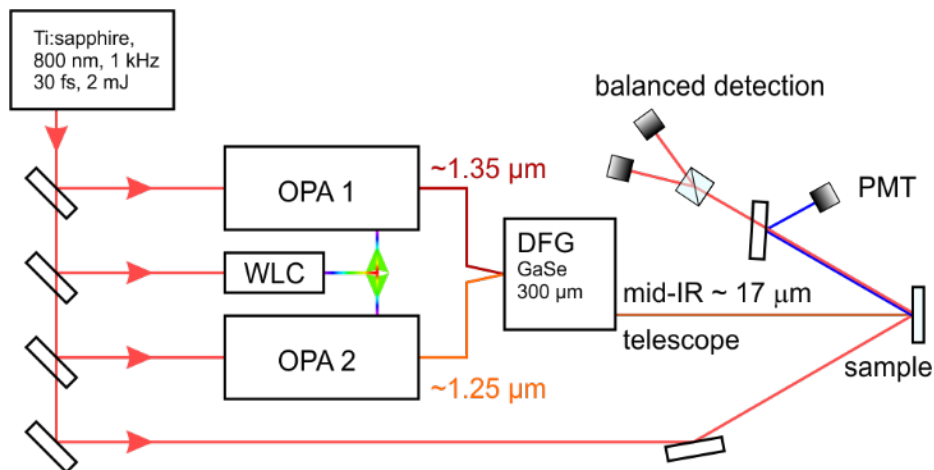 Ti:sapphire,
800 nm, 1 kHz
30 fs, 2 mJ
balanced detection
OPA 1
~1.35 µm
PMT
WLC
DFG
GaSe
300 µm
mid-IR ~ 17 µm
telescope
OPA 2
~1.25 µm
sample